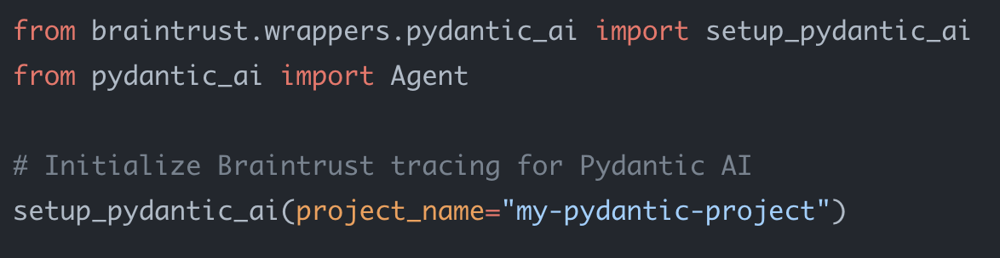 from braintrust.wrappers.pydantic_ai import setup_pydantic_ai
from pydantic_ai import Agent
# Initialize Braintrust tracing for Pydantic AI
setup_pydantic_ai(project_name="my-pydantic-project")